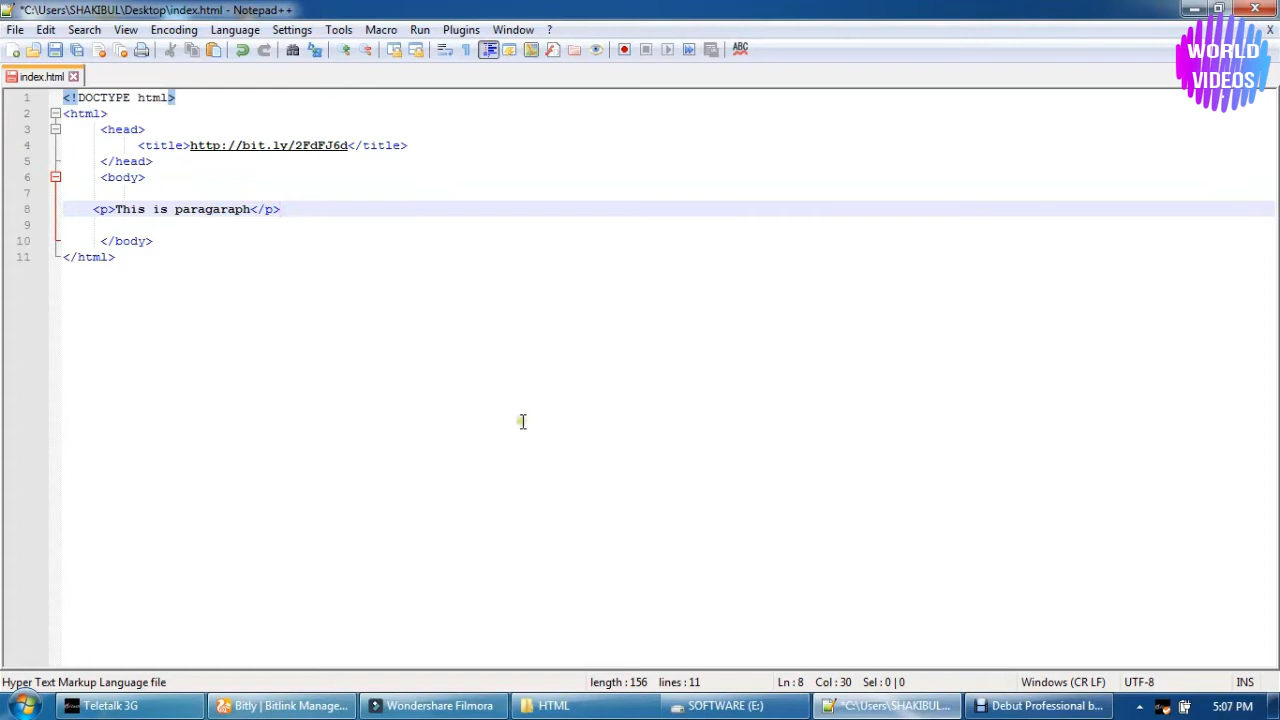 *C:\Users\SHAKIBUL\Desktop\index.html - Notepad++
File Edit Search View Encoding Language Settings Tools Macro Run Plugins Window ? X
ABC
WORLD
VIDEOS
index.html
1 <!DOCTYPE html>
2 <html>
3 <head>
4 <title>http://bit.ly/2FdFJ6d</title>
5 </head>
6 <body>
7
8 <p>This is paragaraph</p>
9
10 </body>
11 </html>
Hyper Text Markup Language file length : 156 lines : 11 Ln : 8 Col : 30 Sel : 0 | 0 Windows (CR LF) UTF-8 INS
Teletalk 3G Bitly | Bitlink Manage... Wondershare Filmora HTML SOFTWARE (E:) *C:\Users\SHAKIBUL... Debut Professional b... 5:07 PM